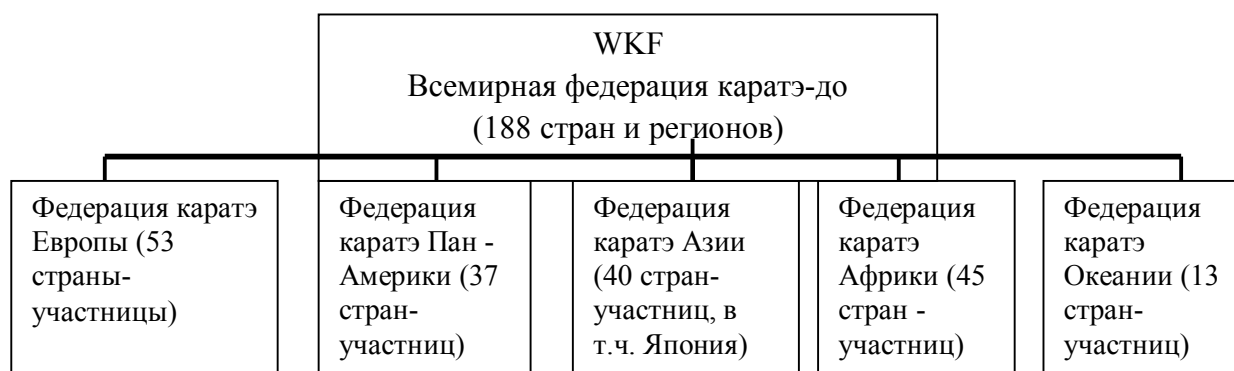 WKF
Всемирная федерация каратэ-до
(188 стран и регионов)
Федерация каратэ
Европы (53
страны-
участницы)
Федерация
каратэ Пан -
Америки (37
стран-
участниц)
Федерация
каратэ Азии
(40 стран-
участниц, в
т.ч. Япония)
Федерация
каратэ
Африки (45
стран -
участниц)
Федерация
каратэ
Океании (13
стран-
участниц)